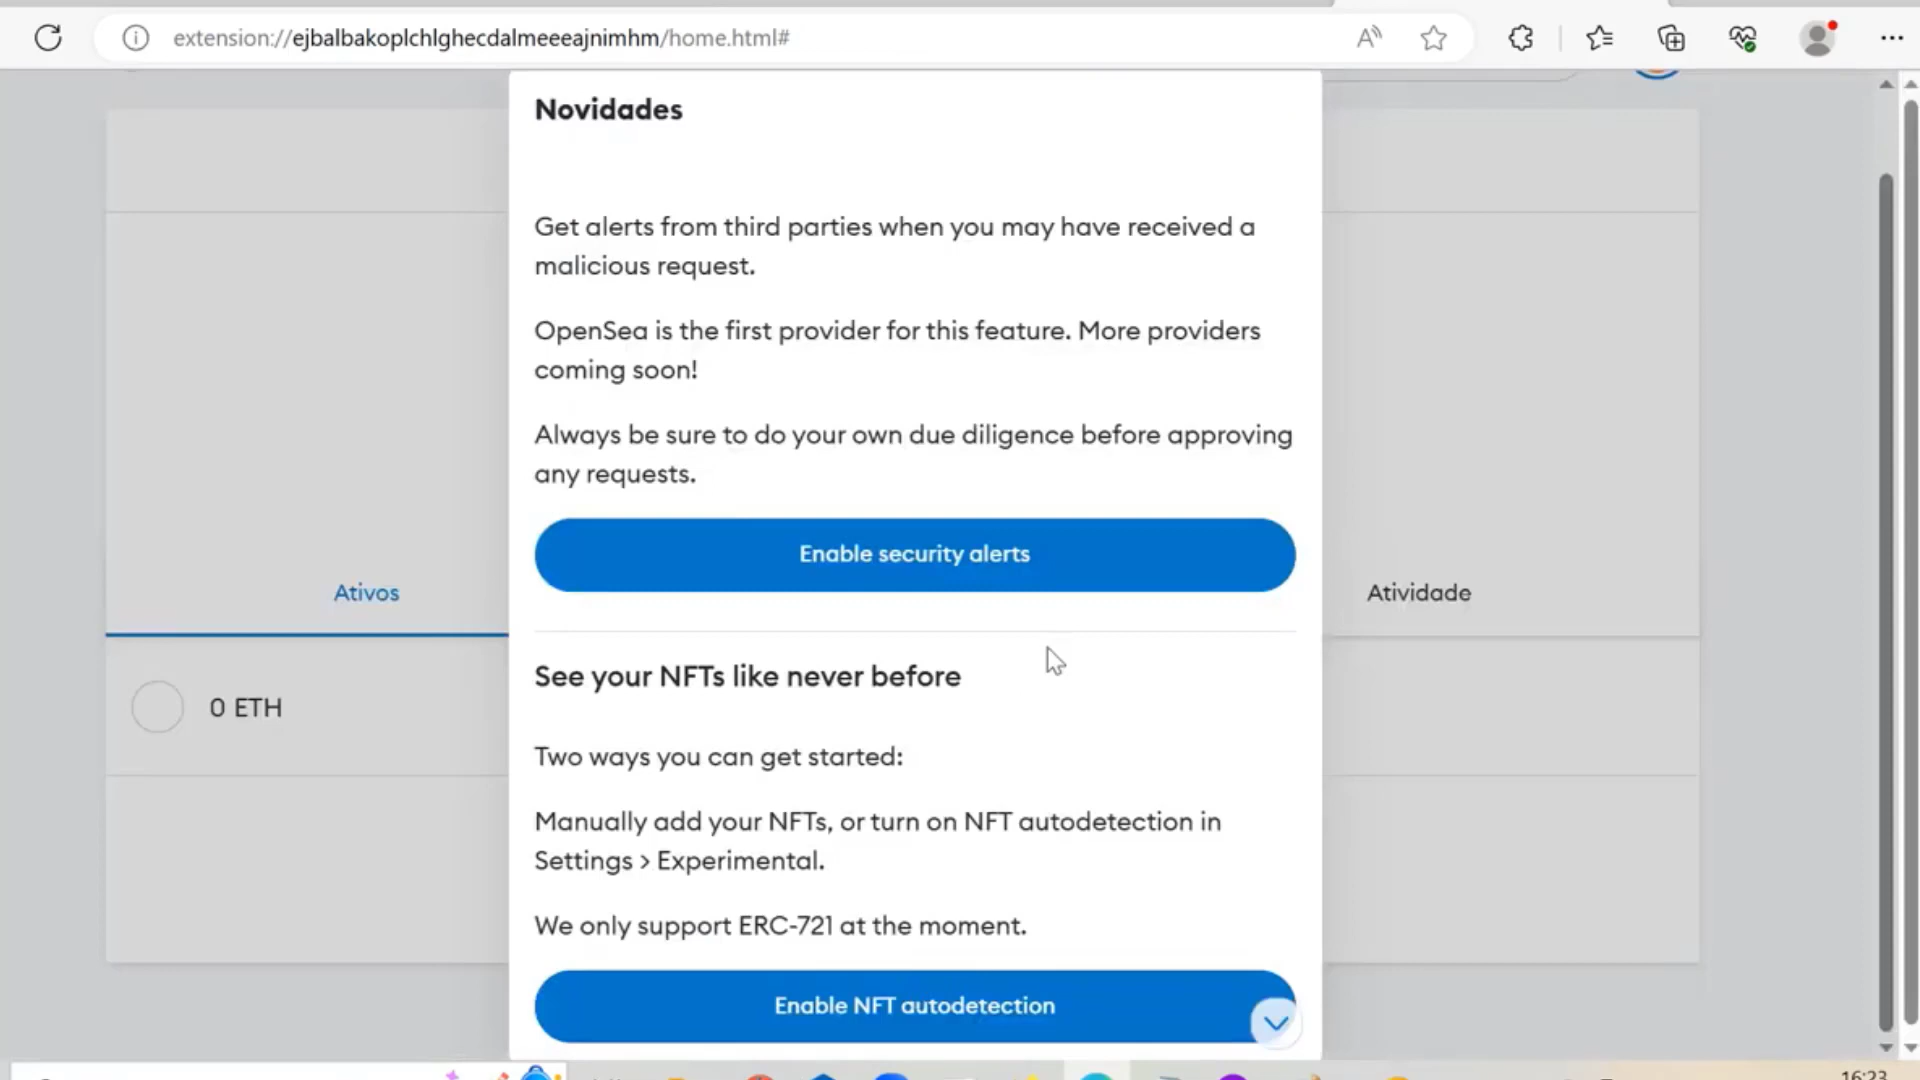 extension://ejbalbakoplchlghecdalmeeeajnimhm/home.html#
Novidades
Get alerts from third parties when you may have received a
malicious request.
OpenSea is the first provider for this feature. More providers
coming soon!
Always be sure to do your own due diligence before approving
any requests.
Enable security alerts
Ativos
Atividade
See your NFTs like never before
0 ETH
Two ways you can get started:
Manually add your NFTs, or turn on NFT autodetection in
Settings > Experimental.
We only support ERC-721 at the moment.
Enable NFT autodetection
16:23